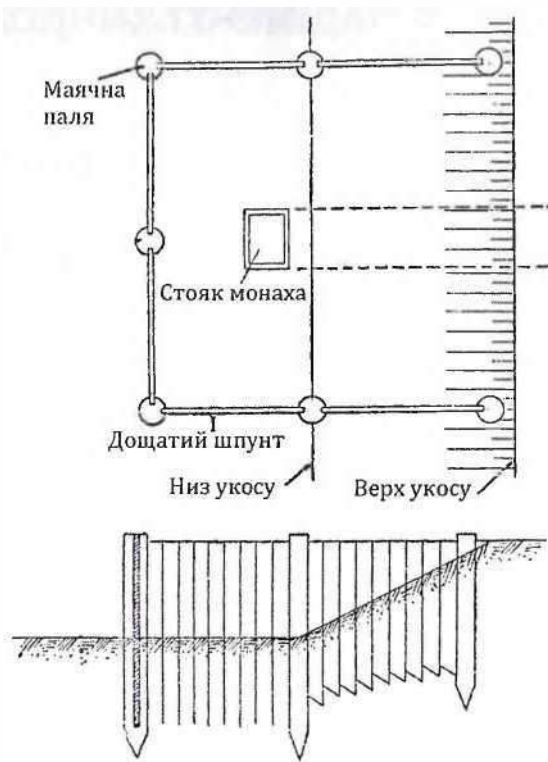 Маячна
паля
Стояк монаха
Дощатий шпунт
Низ укосу
Верх укосу